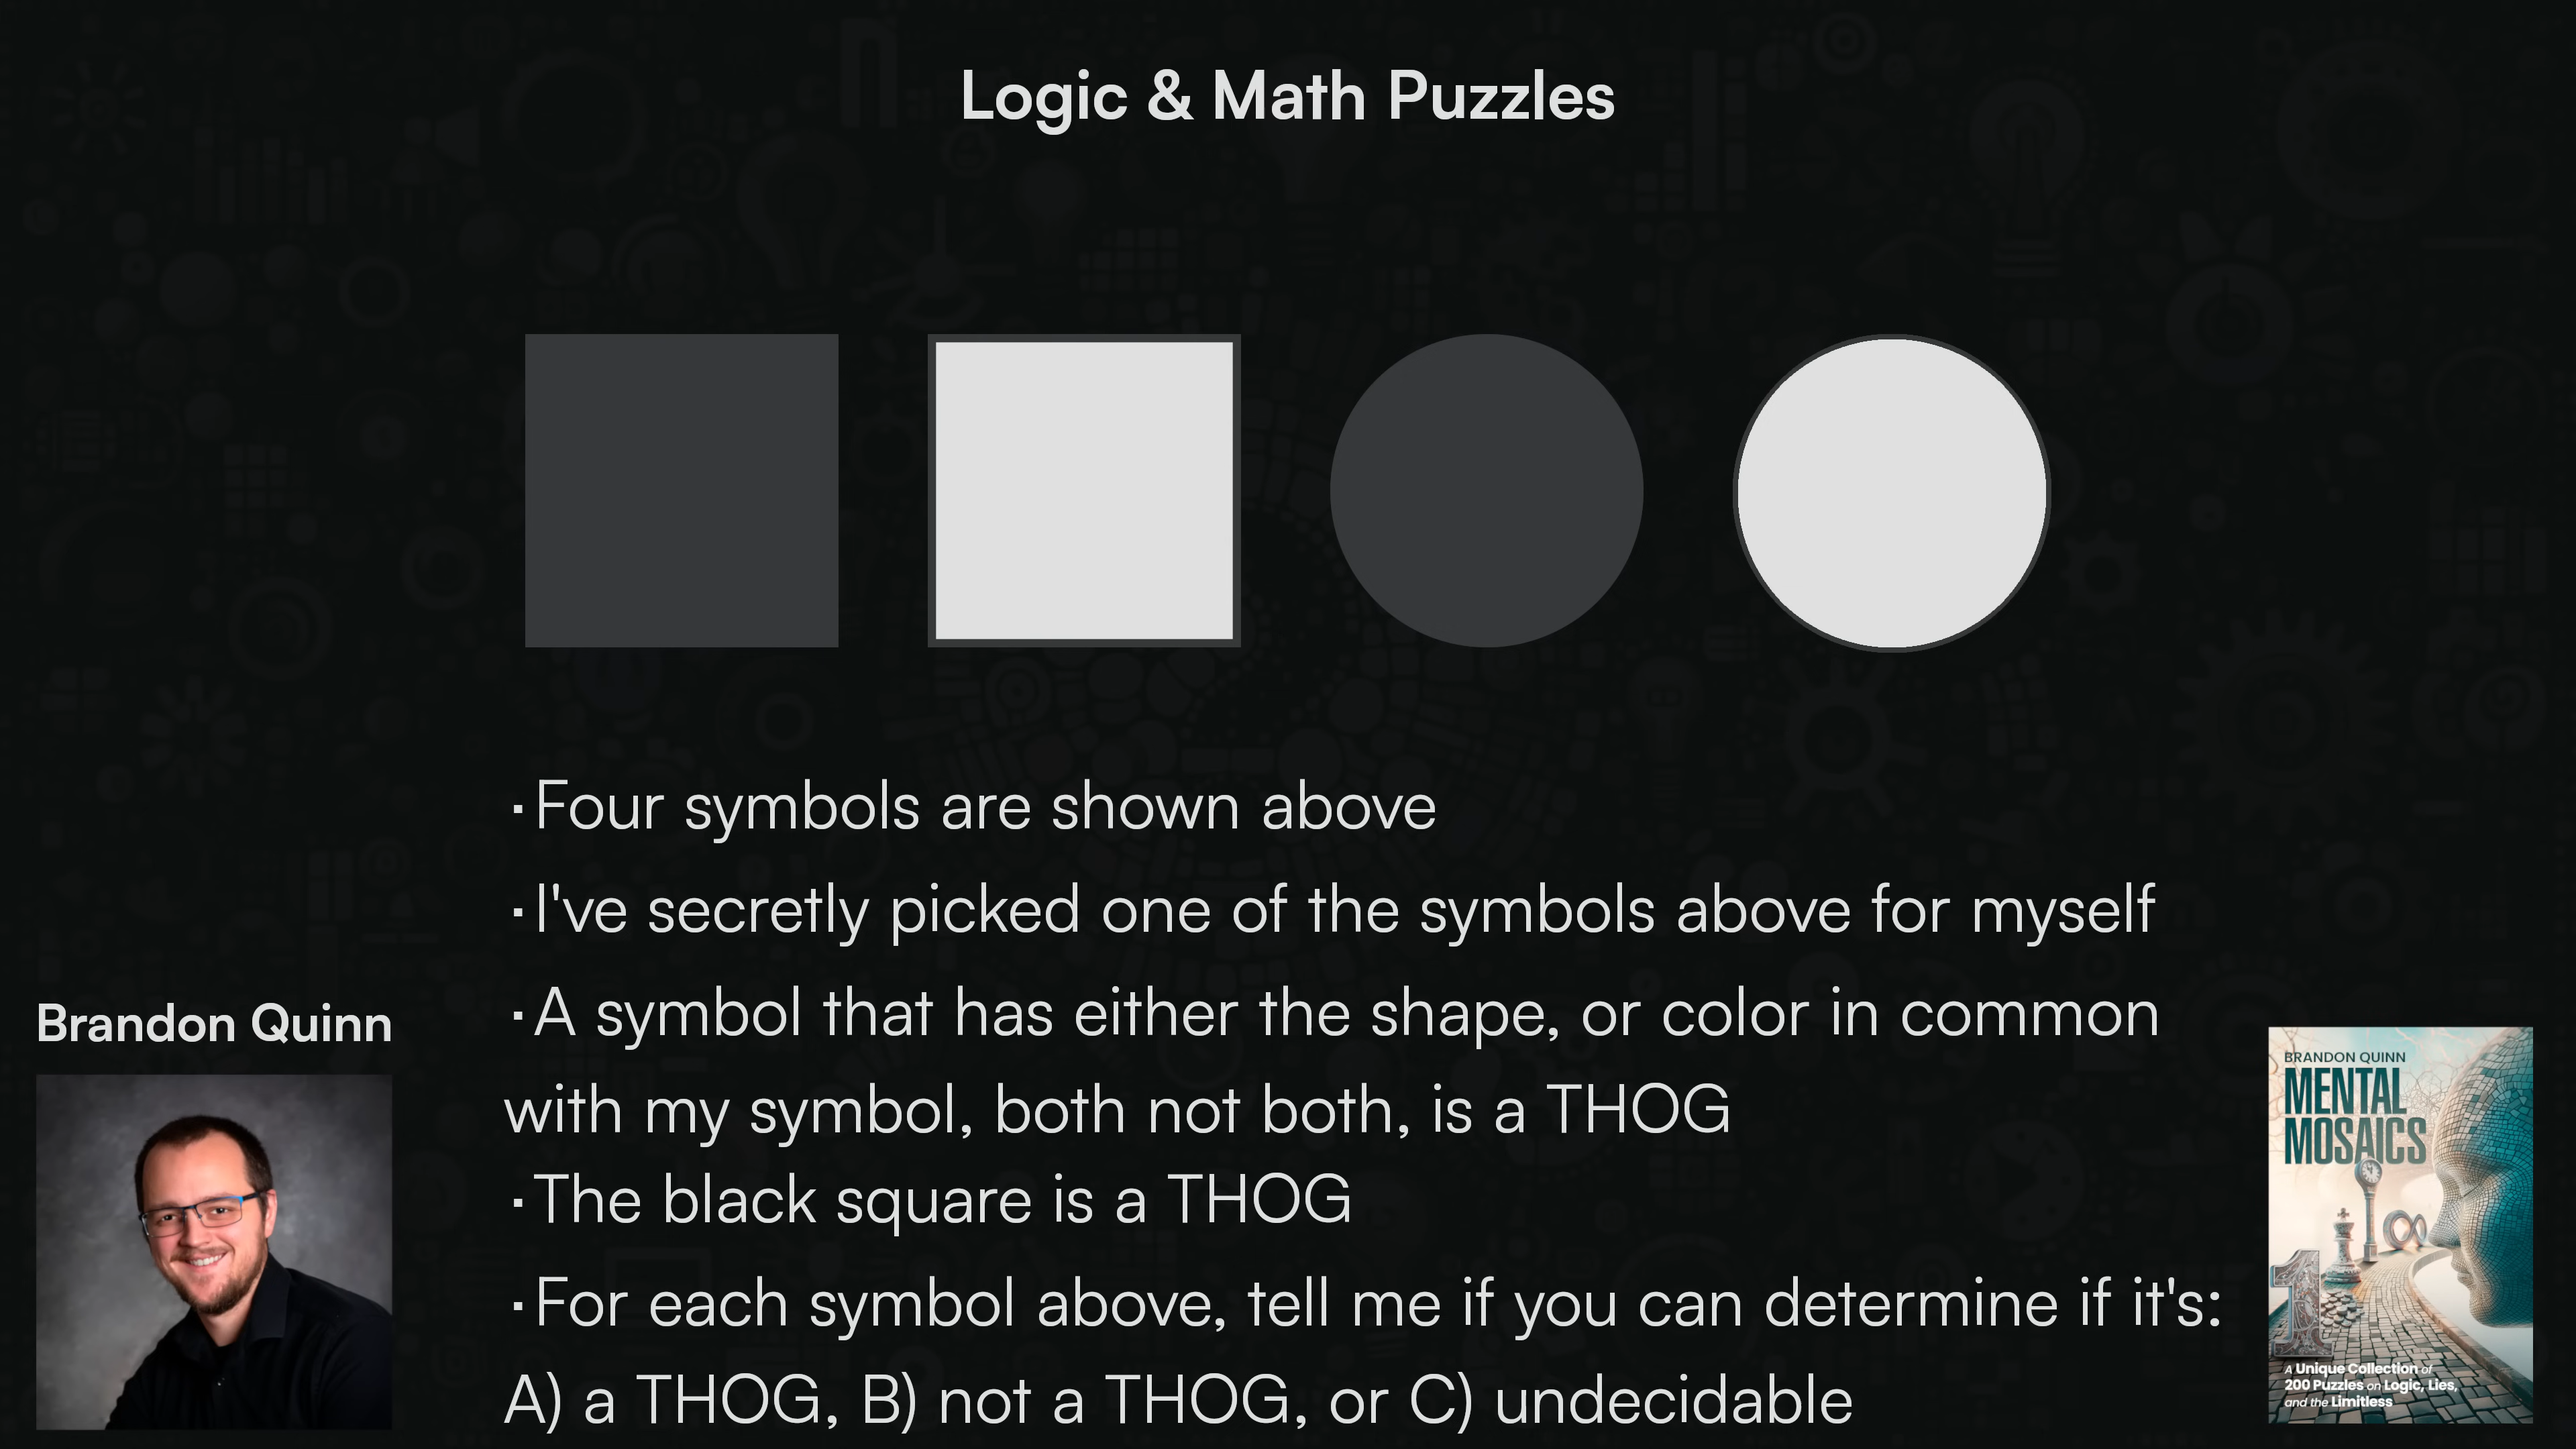 Logic & Math Puzzles
·Four symbols are shown above
·I've secretly picked one of the symbols above for myself
·A symbol that has either the shape, or color in common
with my symbol, both not both, is a THOG
·The black square is a THOG
·For each symbol above, tell me if you can determine if it's:
A) a THOG, B) not a THOG, or C) undecidable
Brandon Quinn
BRANDON QUINN
MENTAL
MOSAICS
1
A Unique Collection of
200 Puzzles on Logic, Lies,
and the Limitless